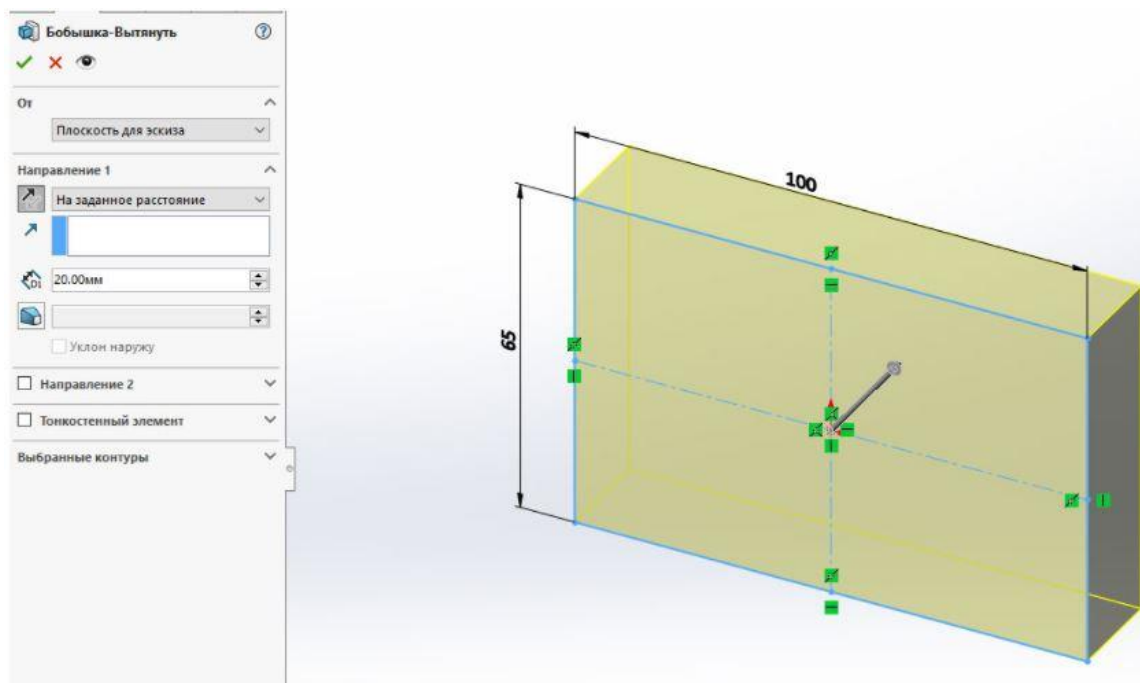 Бобышка-Вытянуть
От
Плоскость для эскиза
Направление 1
На заданное расстояние
D1
20.00мм
Уклон наружу
Направление 2
Тонкостенный элемент
Выбранные контуры
100
65